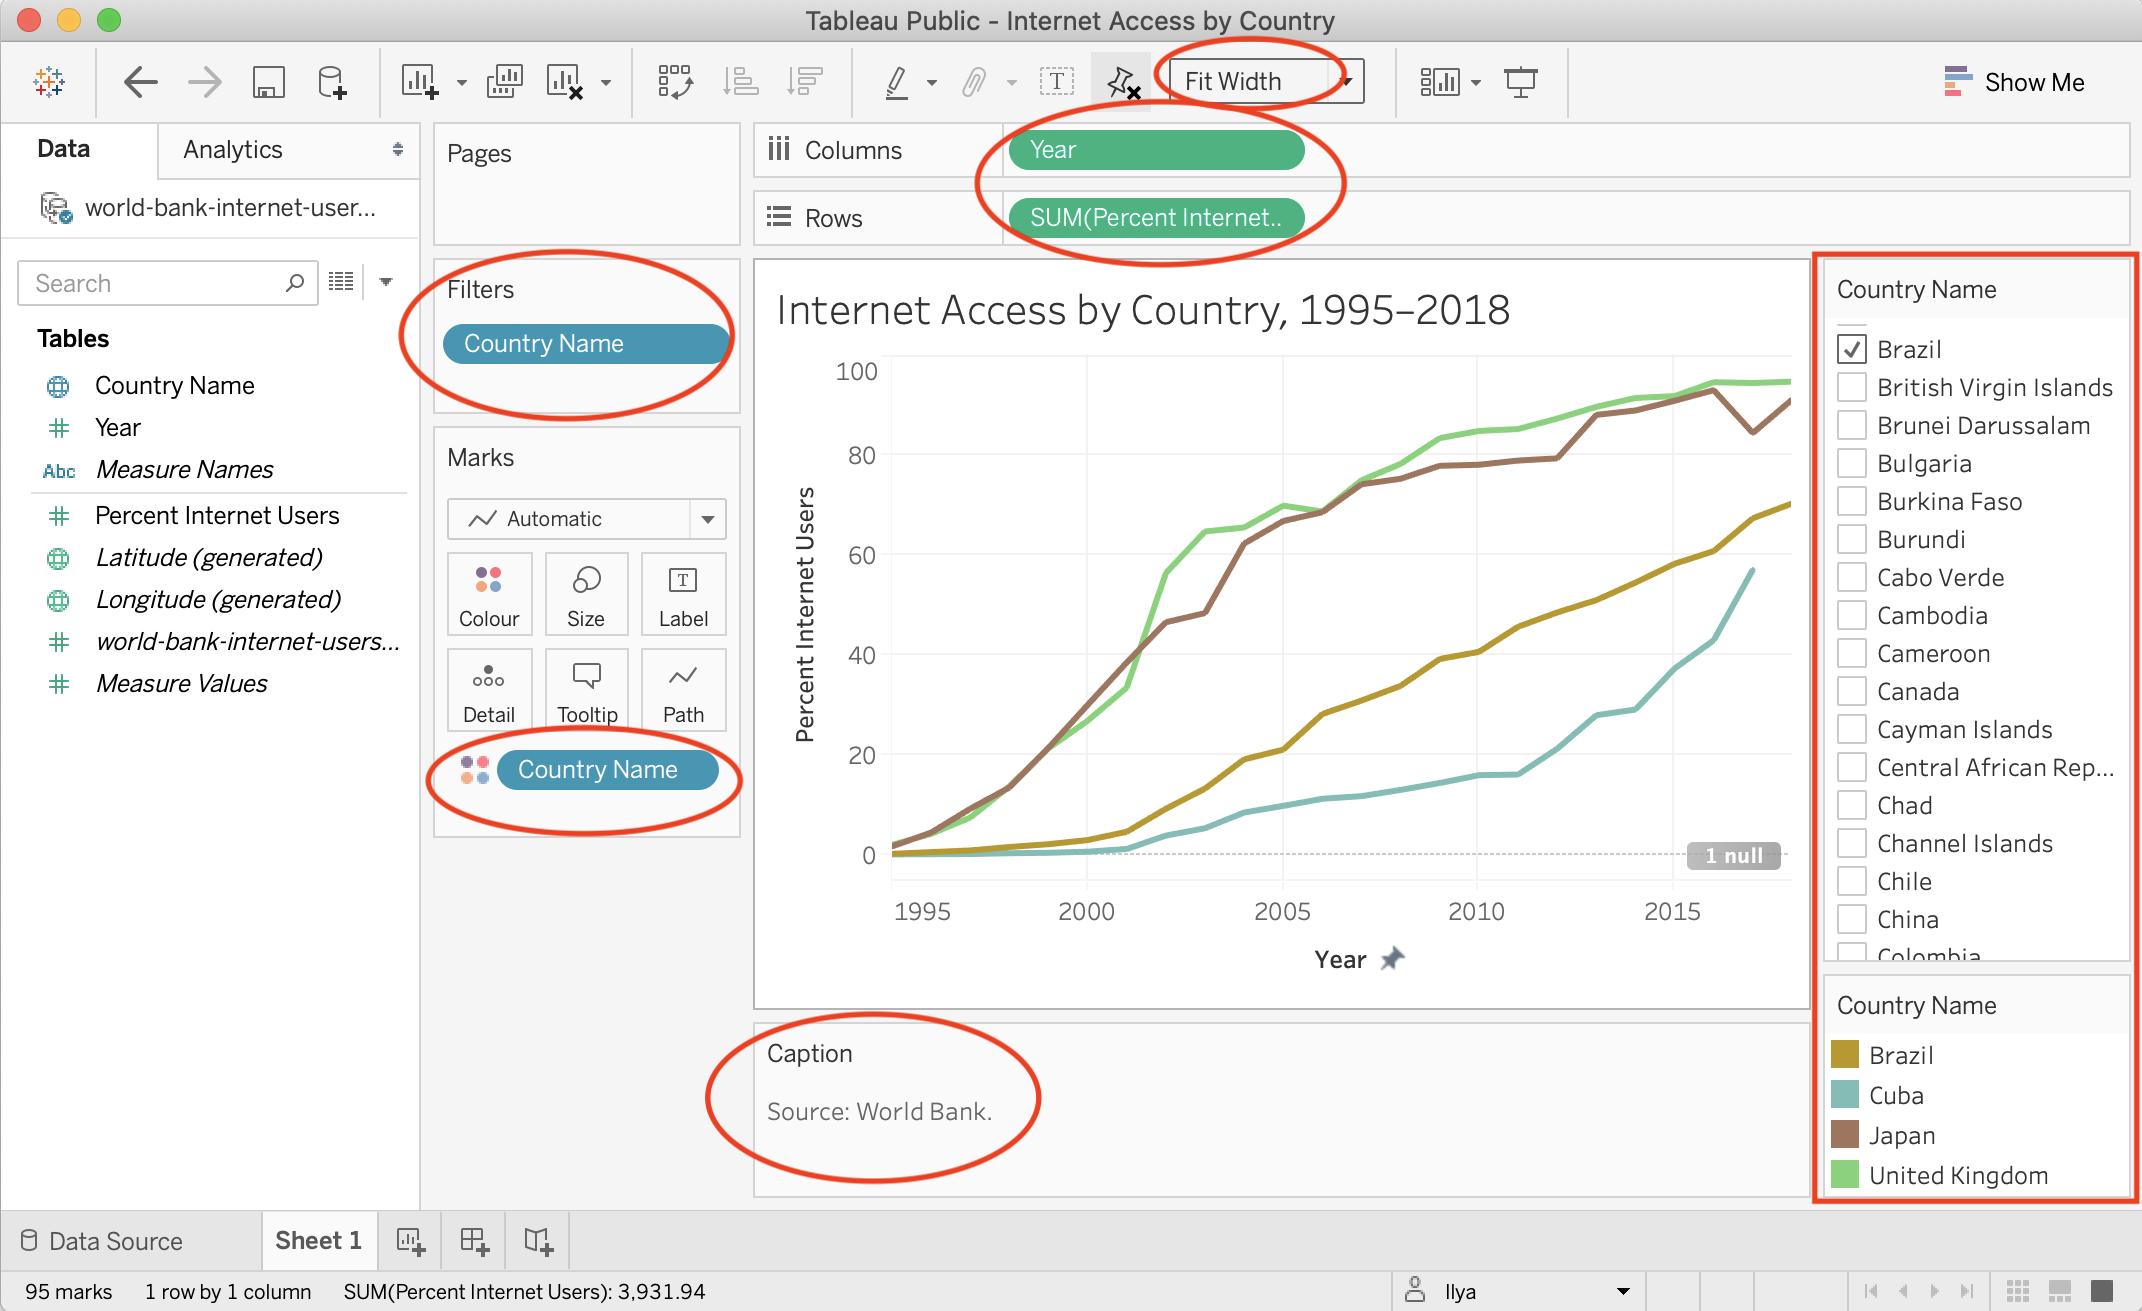 Tableau Public - Internet Access by Country
Fit Width
Show Me
Data
Analytics
world-bank-internet-user...
Search
Tables
Country Name
Year
Abc Measure Names
Percent Internet Users
Latitude (generated)
Longitude (generated)
world-bank-internet-users...
Measure Values
Pages
Filters
Country Name
Marks
Automatic
Colour Size Label
Detail Tooltip Path
Country Name
Columns Year
Rows SUM(Percent Internet..
Internet Access by Country, 1995–2018
Percent Internet Users
100
80
60
40
20
0
1 null
1995 2000 2005 2010 2015
Year
Caption
Source: World Bank.
Country Name
Brazil
British Virgin Islands
Brunei Darussalam
Bulgaria
Burkina Faso
Burundi
Cabo Verde
Cambodia
Cameroon
Canada
Cayman Islands
Central African Rep...
Chad
Channel Islands
Chile
China
Colombia
Country Name
Brazil
Cuba
Japan
United Kingdom
Data Source
Sheet 1
95 marks 1 row by 1 column SUM(Percent Internet Users): 3,931.94
Ilya